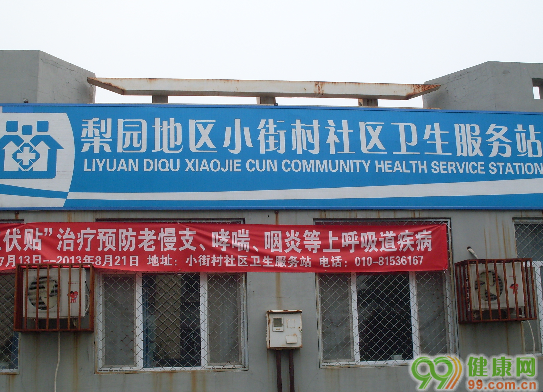 梨园地区小街村社区卫生服务站
LIYUAN DIQU XIAOJIE CUN COMMUNITY HEALTH SERVICE STATION
伏贴”治疗预防老慢支、哮喘、咽炎等上呼吸道疾病
7月13日---2013年8月21日 地址：小街村社区卫生服务站 电话：010-81536167
99健康网
99.com.cn